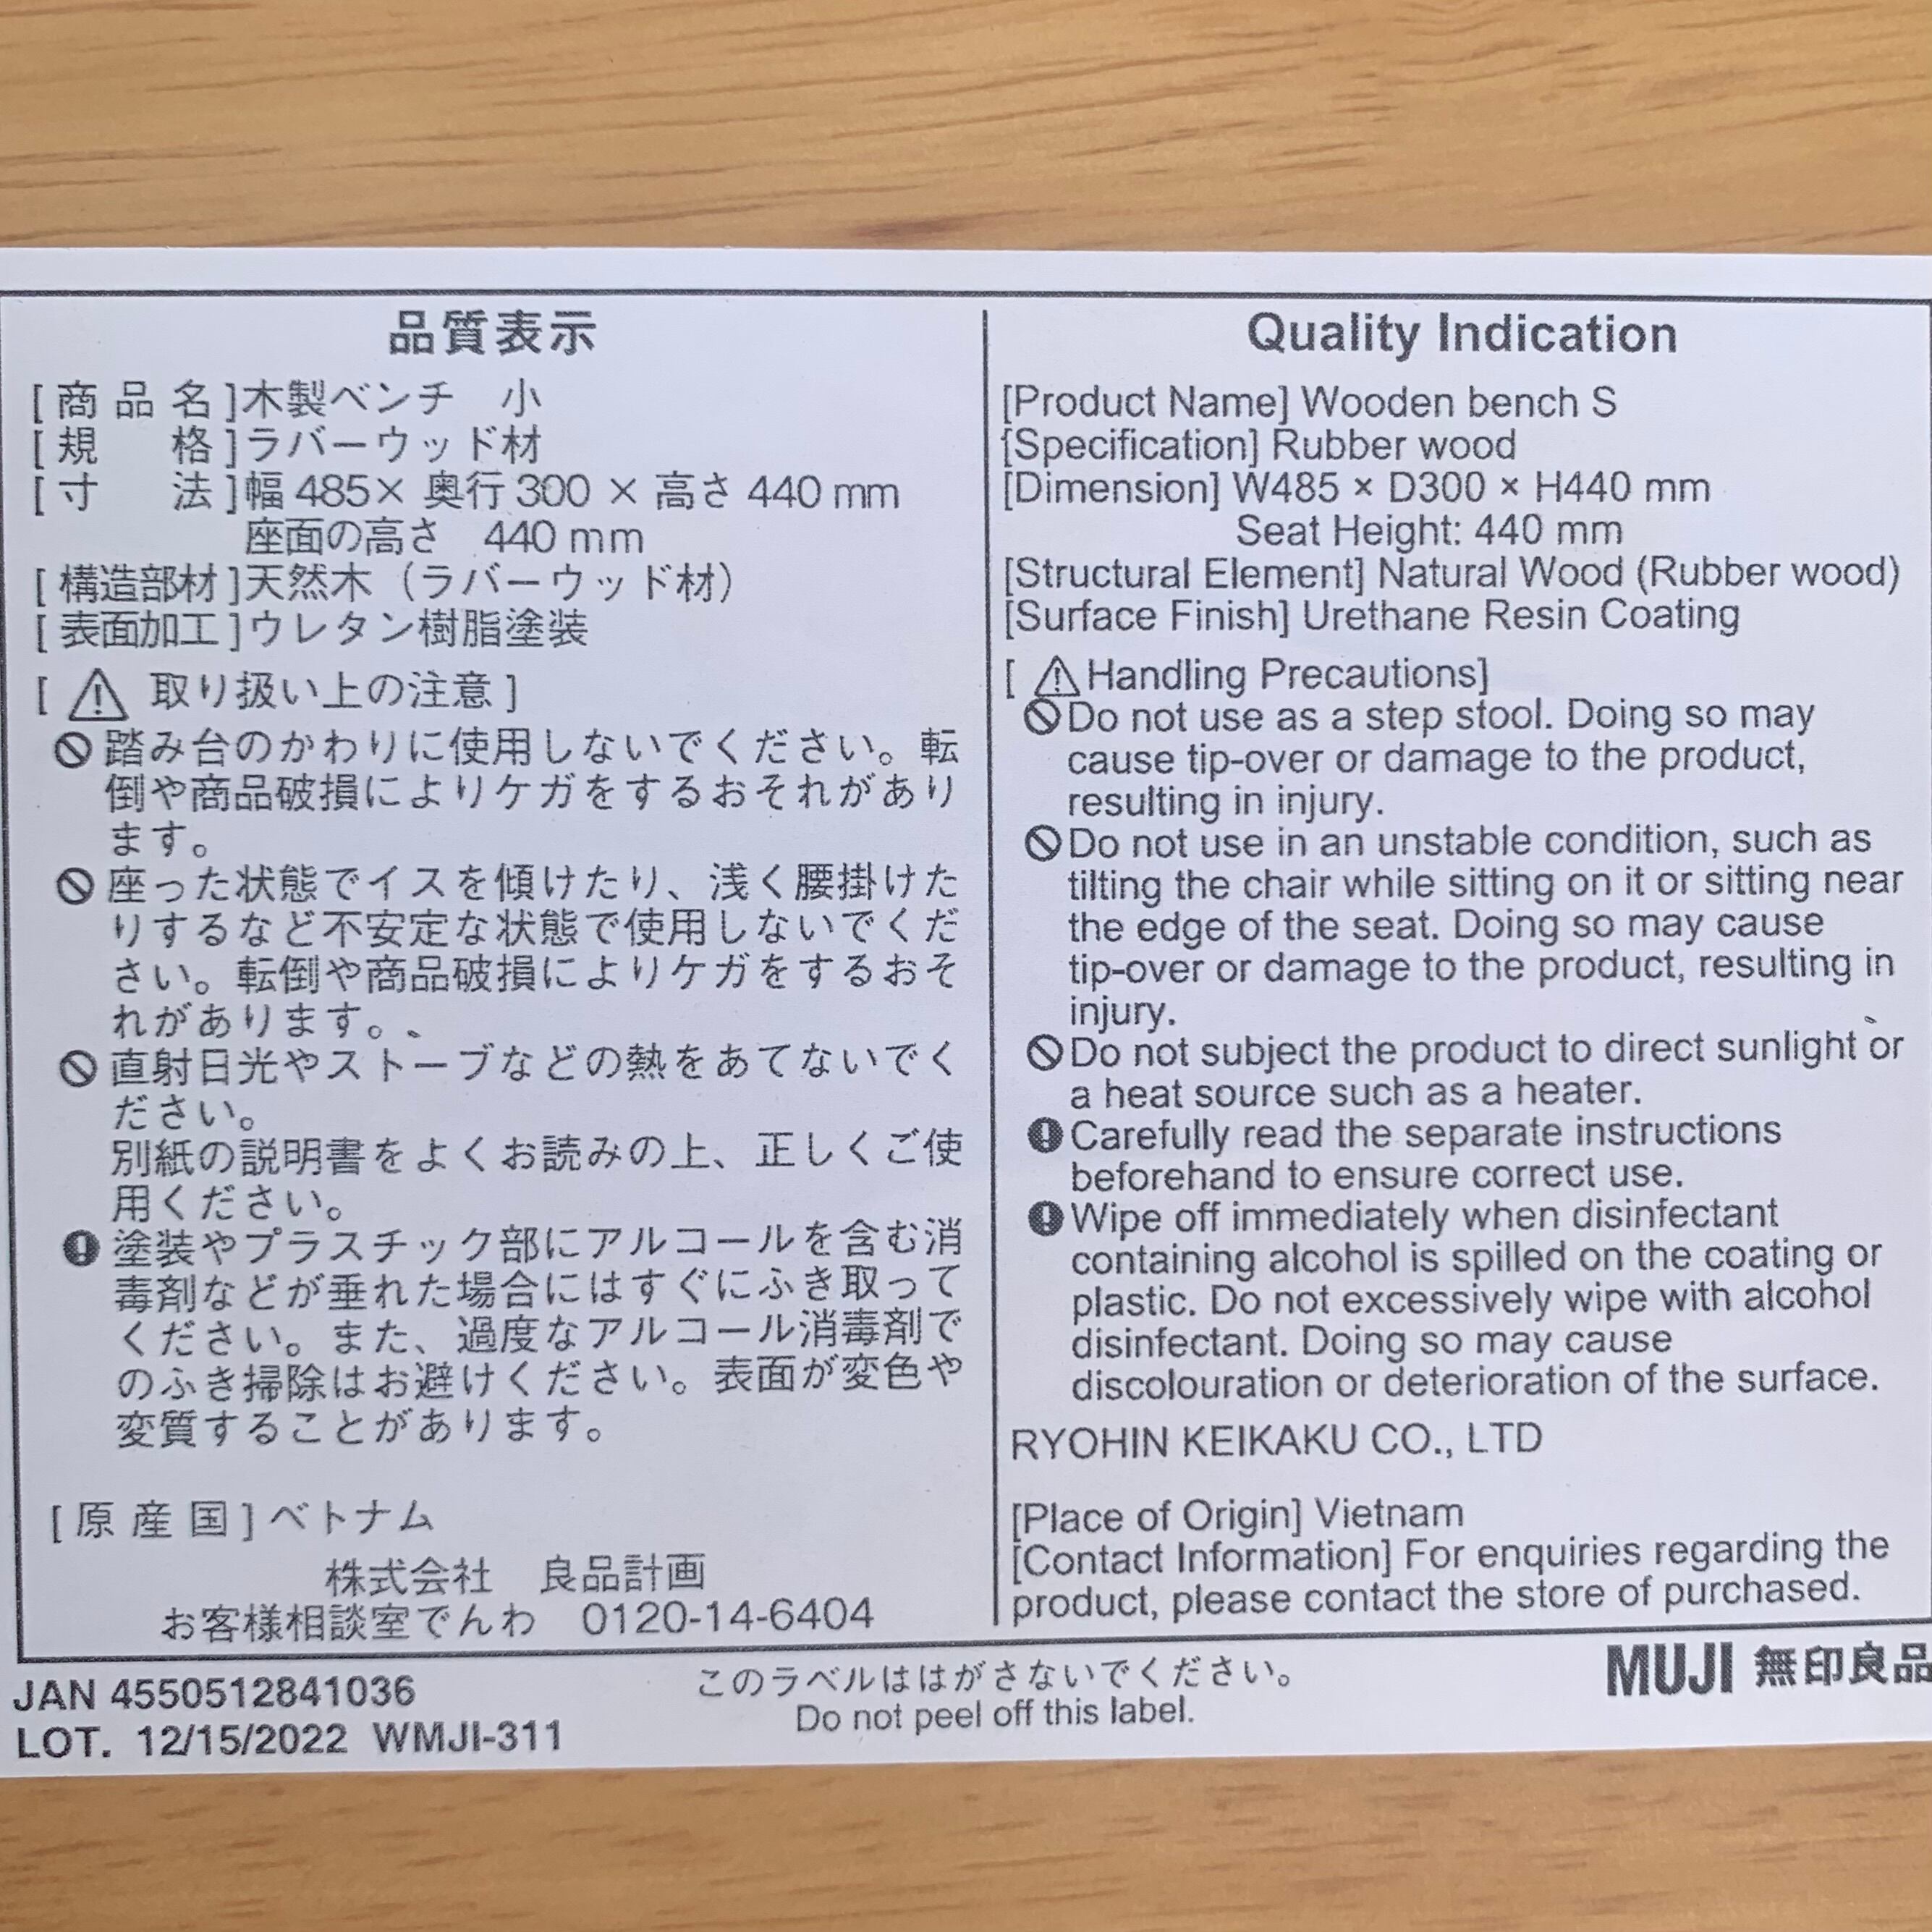 品質表示
[商品名]木製ベンチ 小
[規 格]ラバーウッド材
[寸 法]幅 485× 奥行 300 × 高さ 440 mm
座面の高さ 440 mm
[構造部材]天然木（ラバーウッド材）
[表面加工]ウレタン樹脂塗装
[⚠ 取り扱い上の注意]
🚫踏み台のかわりに使用しないでください。転
倒や商品破損によりケガをするおそれがあり
ます。
🚫座った状態でイスを傾けたり、浅く腰掛けた
りするなど不安定な状態で使用しないでくだ
さい。転倒や商品破損によりケガをするおそ
れがあります。、
🚫直射日光やストーブなどの熱をあてないでく
ださい。
別紙の説明書をよくお読みの上、正しくご使
用ください。
塗装やプラスチック部にアルコールを含む消
毒剤などが垂れた場合にはすぐにふき取って
ください。また、過度なアルコール消毒剤で
のふき掃除はお避けください。表面が変色や
変質することがあります。
[原産国]ベトナム
株式会社 良品計画
お客様相談室でんわ 0120-14-6404
Quality Indication
[Product Name] Wooden bench S
[Specification] Rubber wood
[Dimension] W485 × D300 × H440 mm
Seat Height: 440 mm
[Structural Element] Natural Wood (Rubber wood)
[Surface Finish] Urethane Resin Coating
[⚠Handling Precautions]
🚫Do not use as a step stool. Doing so may
cause tip-over or damage to the product,
resulting in injury.
🚫Do not use in an unstable condition, such as
tilting the chair while sitting on it or sitting near
the edge of the seat. Doing so may cause
tip-over or damage to the product, resulting in
injury.
🚫Do not subject the product to direct sunlight or
a heat source such as a heater.
Carefully read the separate instructions
beforehand to ensure correct use.
Wipe off immediately when disinfectant
containing alcohol is spilled on the coating or
plastic. Do not excessively wipe with alcohol
disinfectant. Doing so may cause
discolouration or deterioration of the surface.
RYOHIN KEIKAKU CO., LTD
[Place of Origin] Vietnam
[Contact Information] For enquiries regarding the
product, please contact the store of purchased.
JAN 4550512841036
LOT. 12/15/2022 WMJI-311
このラベルははがさないでください。
Do not peel off this label.
MUJI 無印良品